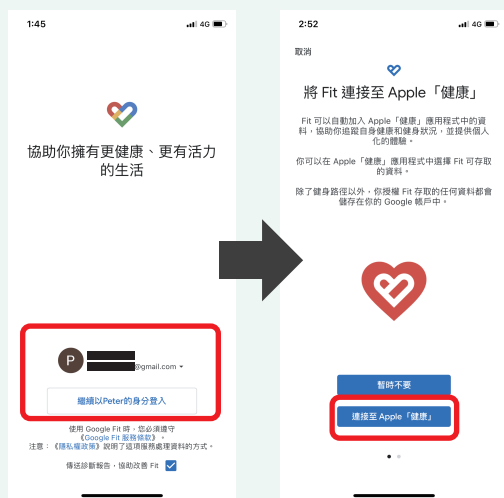 1:45
4G
協助你擁有更健康、更有活力
的生活
P
@gmail.com
繼續以Peter的身分登入
使用 Google Fit 時，您必須遵守
《Google Fit 服務條款》。
注意：《隱私權政策》說明了這項服務處理資料的方式。
傳送診斷報告，協助改善 Fit
2:52
4G
取消
將 Fit 連接至 Apple「健康」
Fit 可以自動加入 Apple「健康」應用程式中的資
料，協助你追蹤自身健康和健身狀況，並提供個人
化的體驗。
你可以在 Apple「健康」應用程式中選擇 Fit 可存取
的資料。
除了健身路徑以外，你授權 Fit 存取的任何資料都會
儲存在你的 Google 帳戶中。
暫時不要
連接至 Apple「健康」